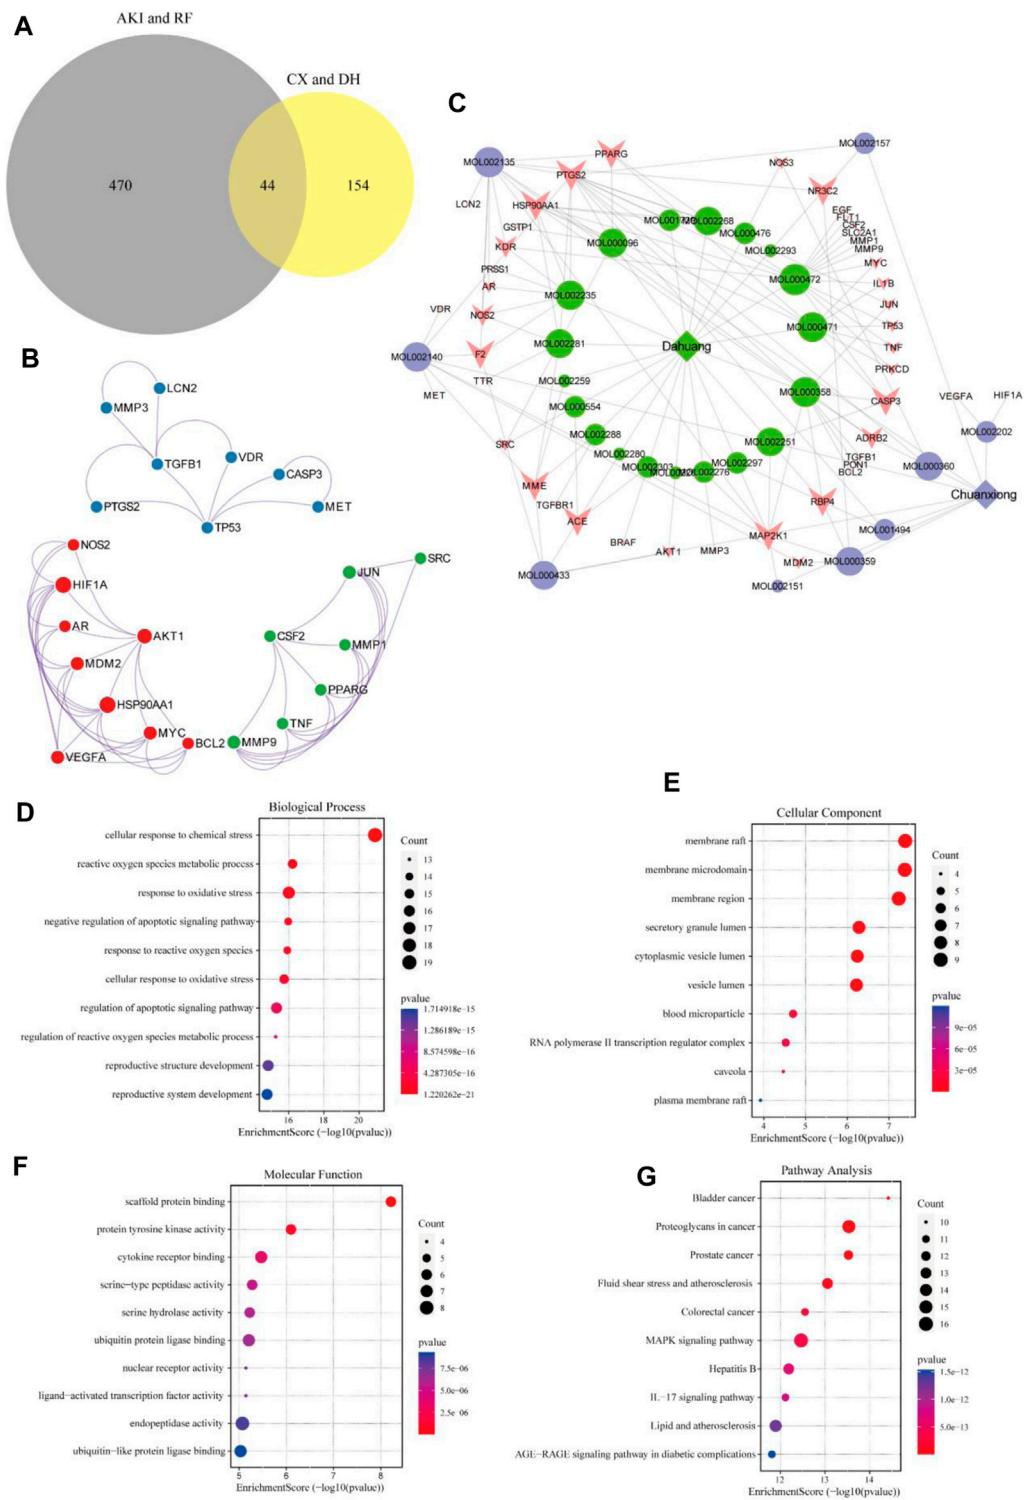 A
AKI and RF
CX and DH
470
44
154
B
LCN2
MMP3
TGFB1
VDR
CASP3
PTGS2
MET
TP53
NOS2
SRC
JUN
HIF1A
AR
AKT1
CSF2
MMP1
MDM2
PPARG
HSP90AA1
TNF
MYC
BCL2
MMP9
VEGFA
C
MOL002157
PPARG
MOL002135
NOS3
PTGS2
NR3C2
LCN2
HSP90AA1
EGF
FLT1
CSF2
SLC2A1
MMP1
MMP9
GSTP1
MOL002268
MOL000476
KDR
MOL000096
MOL002293
MYC
PRSS1
MOL000472
AR
IL1B
MOL002235
VDR
NOS2
JUN
MOL000471
TP53
MOL002281
Dahuang
TNF
MOL002140
F2
PRKCD
TTR
MOL002259
MET
MOL000358
CASP3
VEGFA
HIF1A
MOL000554
MOL002288
MOL002202
SRC
MOL002251
ADRB2
MOL002280
TGFB1
PON1
BCL2
MOL002297
MOL002303
MOL002276
MOL000360
MME
Chuanxiong
TGFBR1
RBP4
ACE
MOL001494
BRAF
MAP2K1
AKT1
MMP3
MDM2
MOL000359
MOL000433
MOL002151
D
Biological Process
cellular response to chemical stress
reactive oxygen species metabolic process
response to oxidative stress
negative regulation of apoptotic signaling pathway
response to reactive oxygen species
cellular response to oxidative stress
regulation of apoptotic signaling pathway
regulation of reactive oxygen species metabolic process
reproductive structure development
reproductive system development
16 18 20
EnrichmentScore (−log10(pvalue))
Count
13
14
15
16
17
18
19
pvalue
1.714918e−15
1.286189e−15
8.574598e−16
4.287305e−16
1.220262e−21
E
Cellular Component
membrane raft
membrane microdomain
membrane region
secretory granule lumen
cytoplasmic vesicle lumen
vesicle lumen
blood microparticle
RNA polymerase II transcription regulator complex
caveola
plasma membrane raft
4 5 6 7
EnrichmentScore (−log10(pvalue))
Count
4
5
6
7
8
9
pvalue
9e−05
6e−05
3e−05
F
Molecular Function
scaffold protein binding
protein tyrosine kinase activity
cytokine receptor binding
serine−type peptidase activity
serine hydrolase activity
ubiquitin protein ligase binding
nuclear receptor activity
ligand−activated transcription factor activity
endopeptidase activity
ubiquitin−like protein ligase binding
5 6 7 8
EnrichmentScore (−log10(pvalue))
Count
4
5
6
7
8
pvalue
7.5e−06
5.0e−06
2.5e−06
G
Pathway Analysis
Bladder cancer
Proteoglycans in cancer
Prostate cancer
Fluid shear stress and atherosclerosis
Colorectal cancer
MAPK signaling pathway
Hepatitis B
IL−17 signaling pathway
Lipid and atherosclerosis
AGE−RAGE signaling pathway in diabetic complications
12 13 14
EnrichmentScore (−log10(pvalue))
Count
10
11
12
13
14
15
16
pvalue
1.5e−12
1.0e−12
5.0e−13